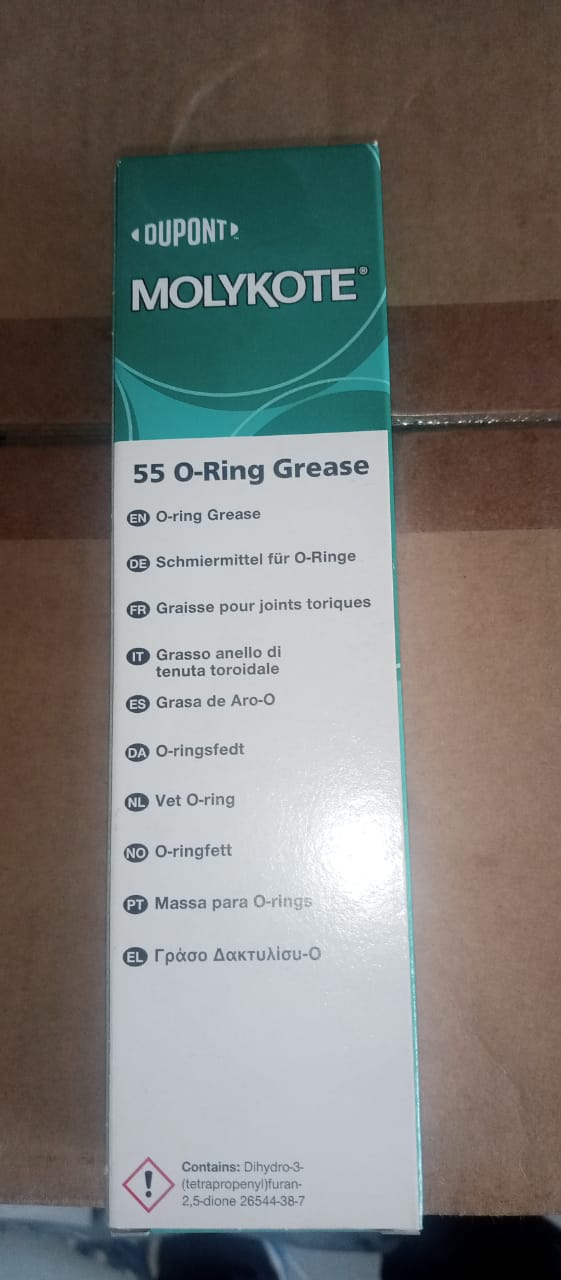 DUPONT™
MOLYKOTE®
55 O-Ring Grease
EN O-ring Grease
DE Schmiermittel für O-Ringe
FR Graisse pour joints toriques
IT Grasso anello di
tenuta toroidale
ES Grasa de Aro-O
DA O-ringsfedt
NL Vet O-ring
NO O-ringfett
PT Massa para O-rings
EL Γράσο Δακτυλίσυ-Ο
Contains: Dihydro-3-
(tetrapropenyl)furan-
2,5-dione 26544-38-7